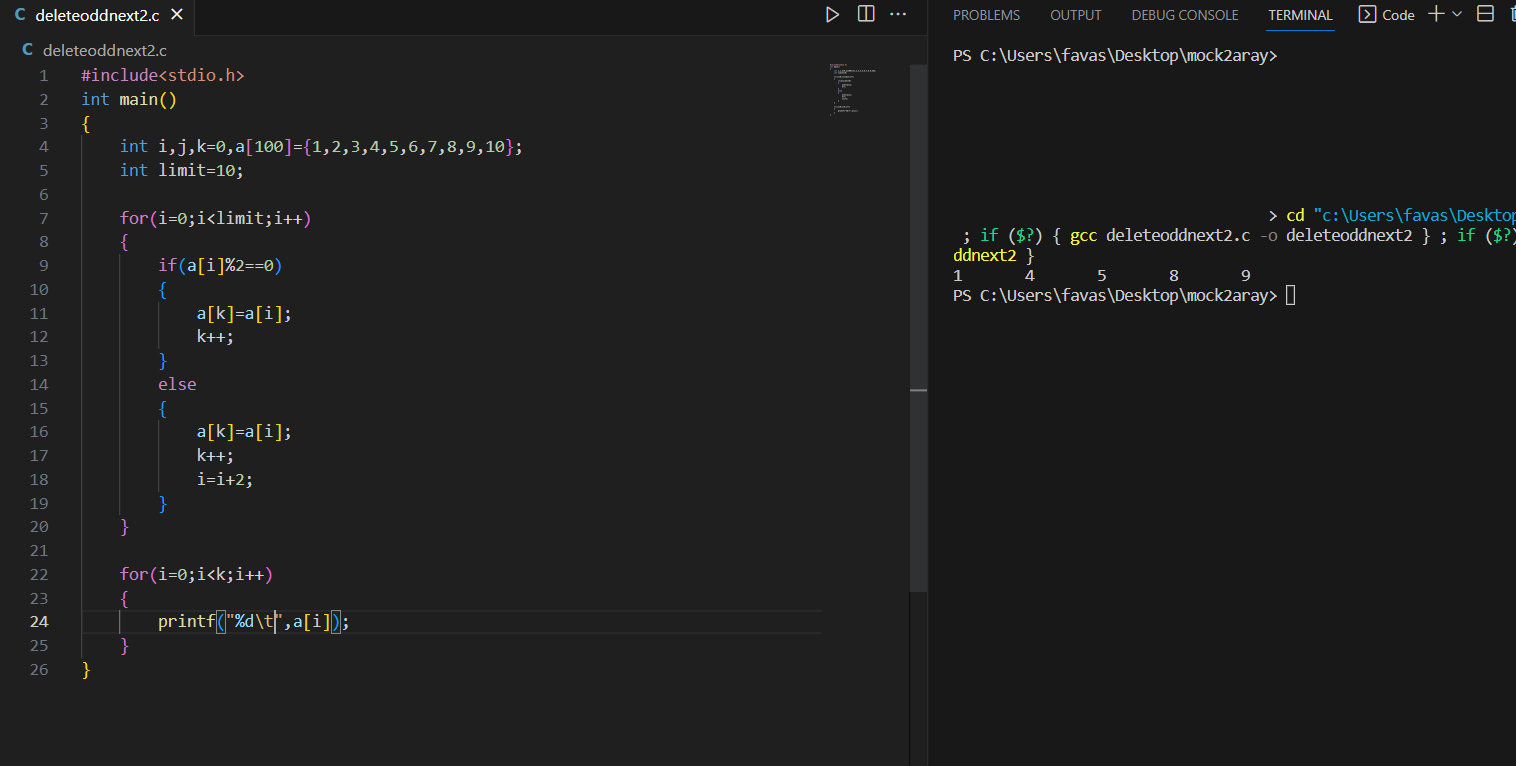 deleteoddnext2.c
deleteoddnext2.c
1 #include<stdio.h>
2 int main()
3 {
4 int i,j,k=0,a[100]={1,2,3,4,5,6,7,8,9,10};
5 int limit=10;
6
7 for(i=0;i<limit;i++)
8 {
9 if(a[i]%2==0)
10 {
11 a[k]=a[i];
12 k++;
13 }
14 else
15 {
16 a[k]=a[i];
17 k++;
18 i=i+2;
19 }
20 }
21
22 for(i=0;i<k;i++)
23 {
24 printf("%d\t",a[i]);
25 }
26 }
PROBLEMS OUTPUT DEBUG CONSOLE TERMINAL Code
PS C:\Users\favas\Desktop\mock2aray>
> cd "c:\Users\favas\Desktop
; if ($?) { gcc deleteoddnext2.c -o deleteoddnext2 } ; if ($?)
ddnext2 }
1 4 5 8 9
PS C:\Users\favas\Desktop\mock2aray>